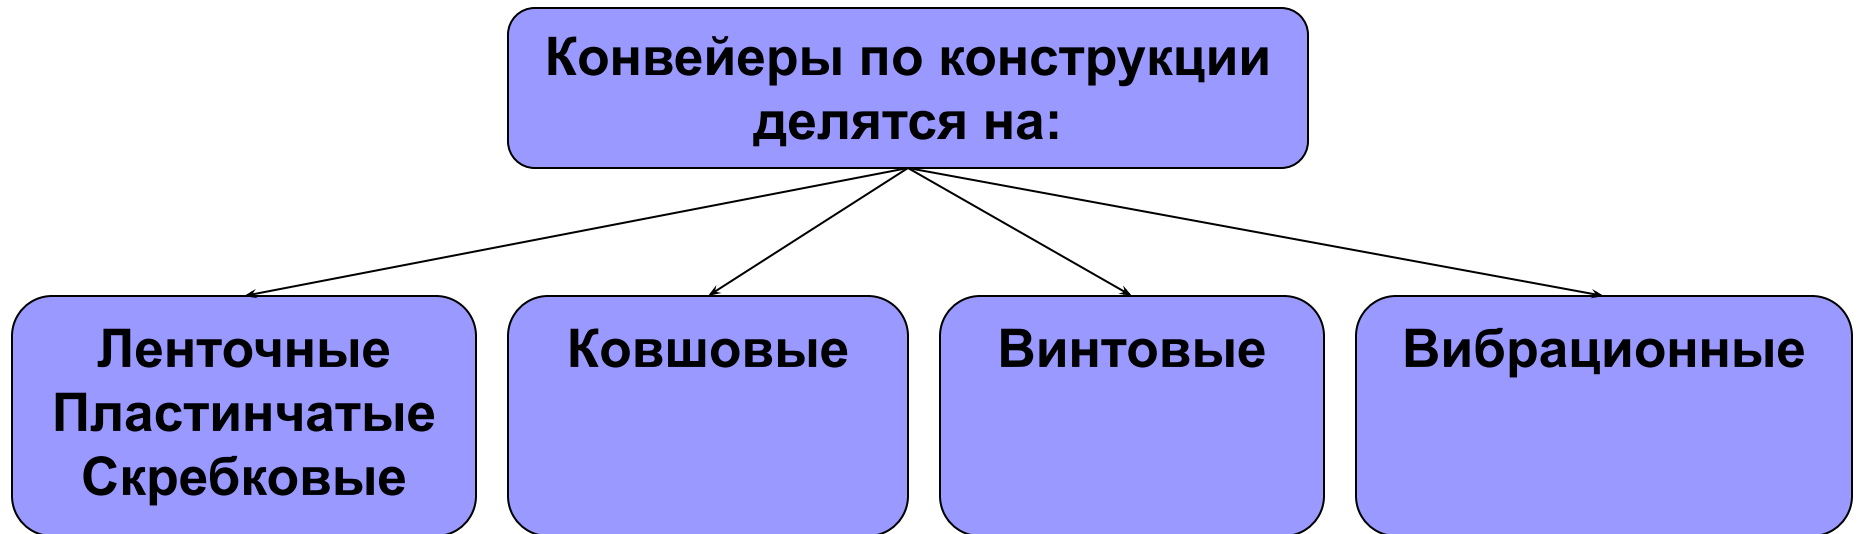 Конвейеры по конструкции
делятся на:
Ленточные
Пластинчатые
Скребковые
Ковшовые
Винтовые
Вибрационные